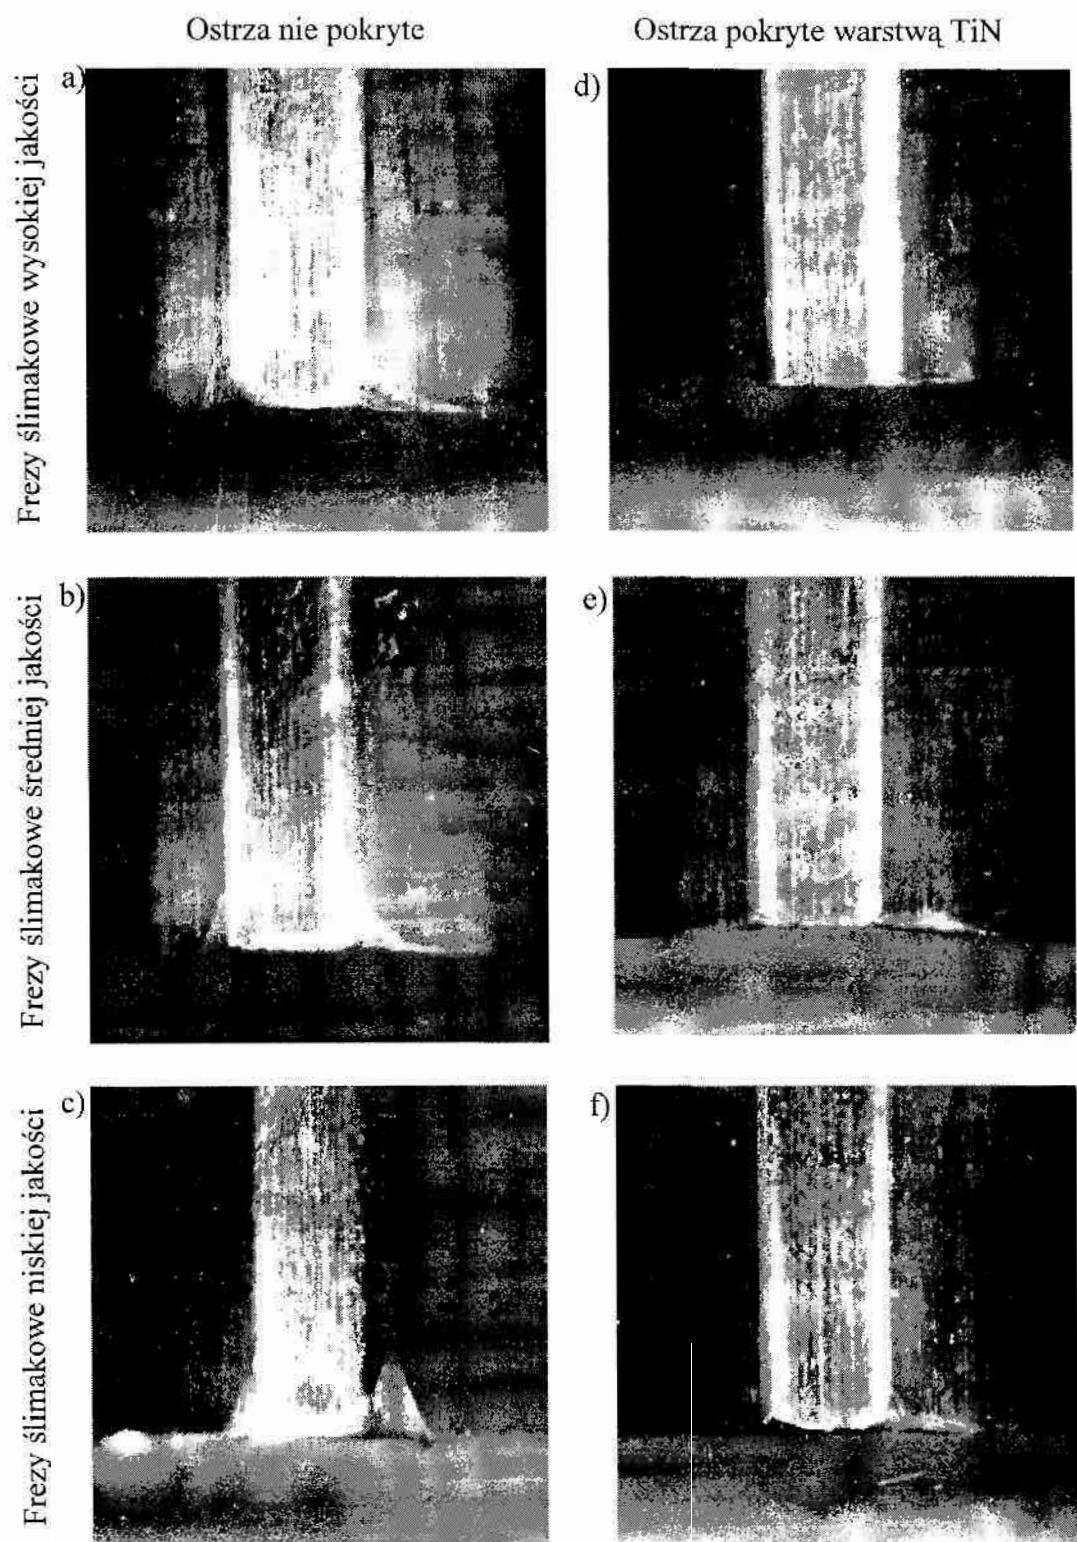 Ostrza nie pokryte
Ostrza pokryte warstwą TiN
Frezy ślimakowe wysokiej jakości
a)
d)
Frezy ślimakowe średniej jakości
b)
e)
Frezy ślimakowe niskiej jakości
c)
f)